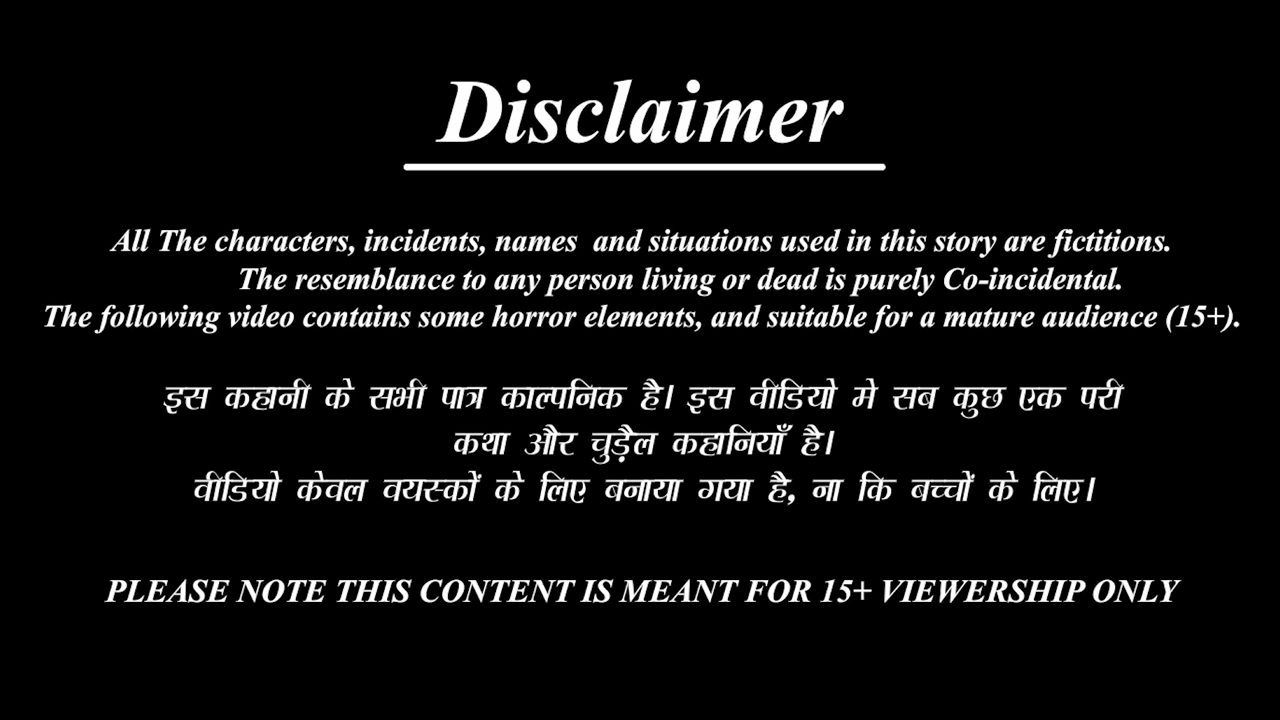 Disclaimer
All The characters, incidents, names and situations used in this story are fictitions.
The resemblance to any person living or dead is purely Co-incidental.
The following video contains some horror elements, and suitable for a mature audience (15+).
इस कहानी के सभी पात्र काल्पनिक है। इस वीडियो मे सब कुछ एक परी
कथा और चुड़ैल कहानियाँ है।
वीडियो केवल वयस्कों के लिए बनाया गया है, ना कि बच्चों के लिए।
PLEASE NOTE THIS CONTENT IS MEANT FOR 15+ VIEWERSHIP ONLY